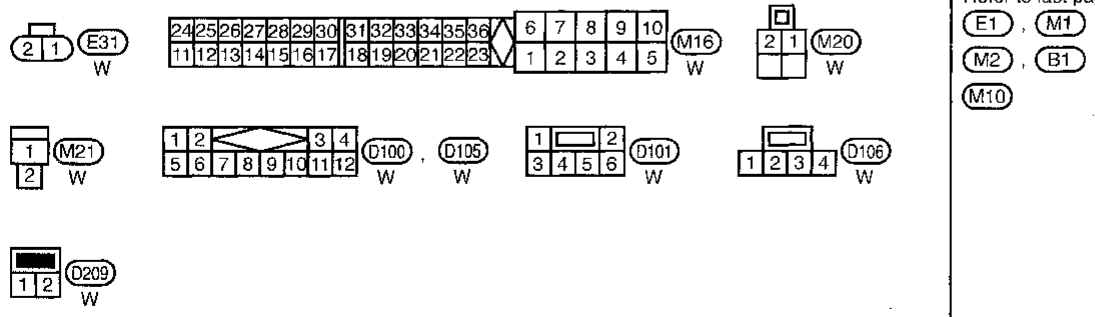 Refer to last pa
2 1 E31 W
24 25 26 27 28 29 30 31 32 33 34 35 36 6 7 8 9 10
11 12 13 14 15 16 17 18 19 20 21 22 23 1 2 3 4 5 M16 W
2 1 M20 W
E1 , M1
M2 , B1
M10
1 2 M21 W
1 2 3 4
5 6 7 8 9 10 11 12 D100 , D105 W W
1 2
3 4 5 6 D101 W
1 2 3 4 D106 W
1 2 D209 W